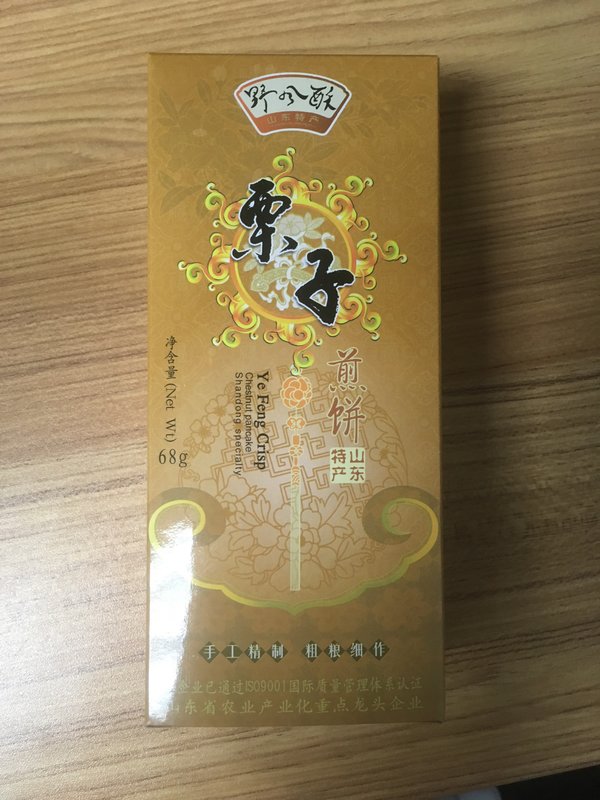 野风酥
山东特产
栗子
煎饼
山东
特产
Ye Feng Crisp
Chestnut pancake
Shandong specialty
净含量(Net Wt)
68g
手工精制 粗粮细作
企业已通过ISO9001国际质量管理体系认证
山东省农业产业化重点龙头企业